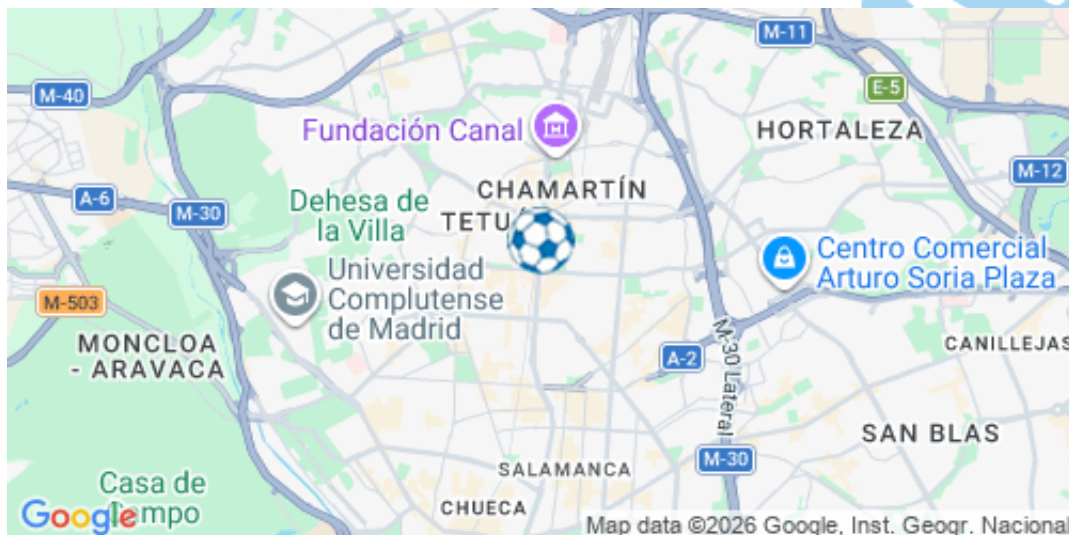 M-11
M-40
E-5
Fundación Canal
HORTALEZA
M-12
CHAMARTÍN
A-6
M-30
Dehesa de
la Villa
TETU
Centro Comercial
Arturo Soria Plaza
Universidad
Complutense
de Madrid
M-503
MONCLOA
- ARAVACA
M-30 Lateral
CANILLEJAS
A-2
SAN BLAS
M-30
SALAMANCA
Casa de
Campo
CHUECA
Google
Map data ©2026 Google, Inst. Geogr. Nacional